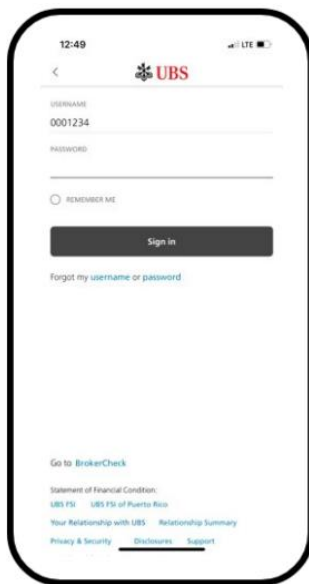 12:49 LTE
UBS
USERNAME
0001234
PASSWORD
REMEMBER ME
Sign in
Forgot my username or password
Go to BrokerCheck
Statement of Financial Condition:
UBS FSI UBS FSI of Puerto Rico
Your Relationship with UBS Relationship Summary
Privacy & Security Disclosures Support